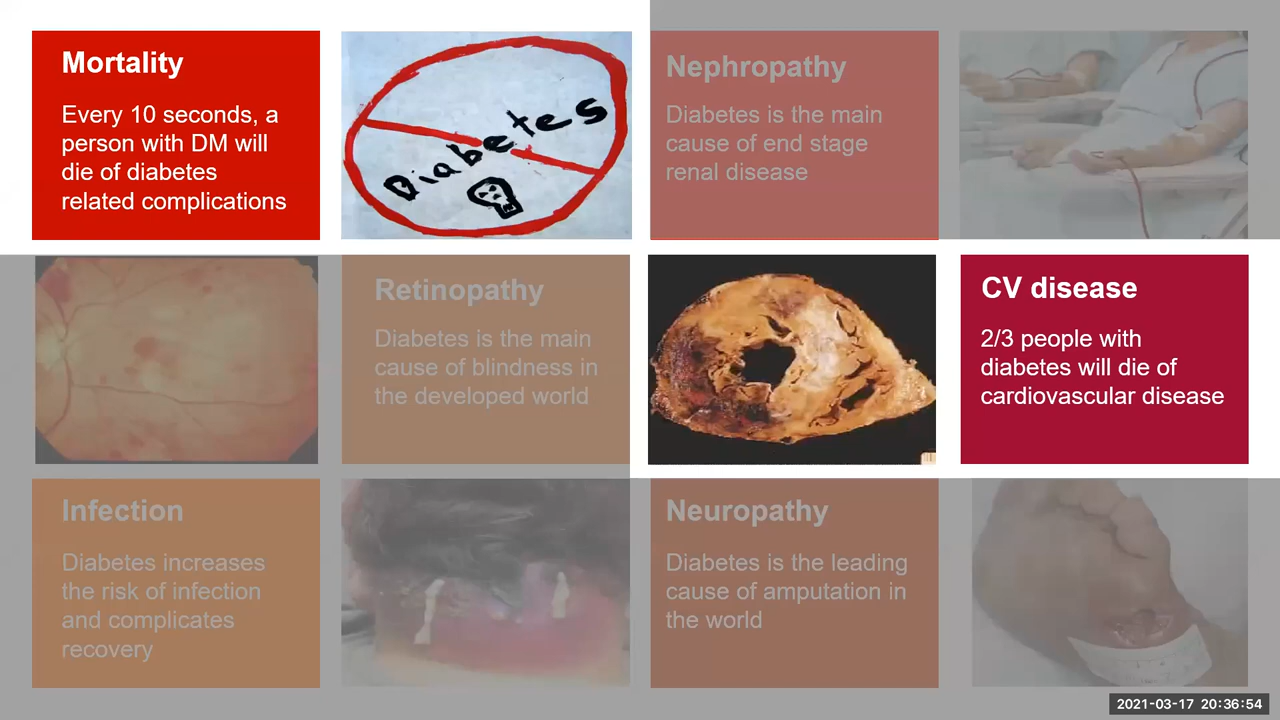 Mortality
Every 10 seconds, a
person with DM will
die of diabetes
related complications
Diabetes
Nephropathy
Diabetes is the main
cause of end stage
renal disease
Retinopathy
Diabetes is the main
cause of blindness in
the developed world
CV disease
2/3 people with
diabetes will die of
cardiovascular disease
Infection
Diabetes increases
the risk of infection
and complicates
recovery
Neuropathy
Diabetes is the leading
cause of amputation in
the world
2021-03-17 20:36:54